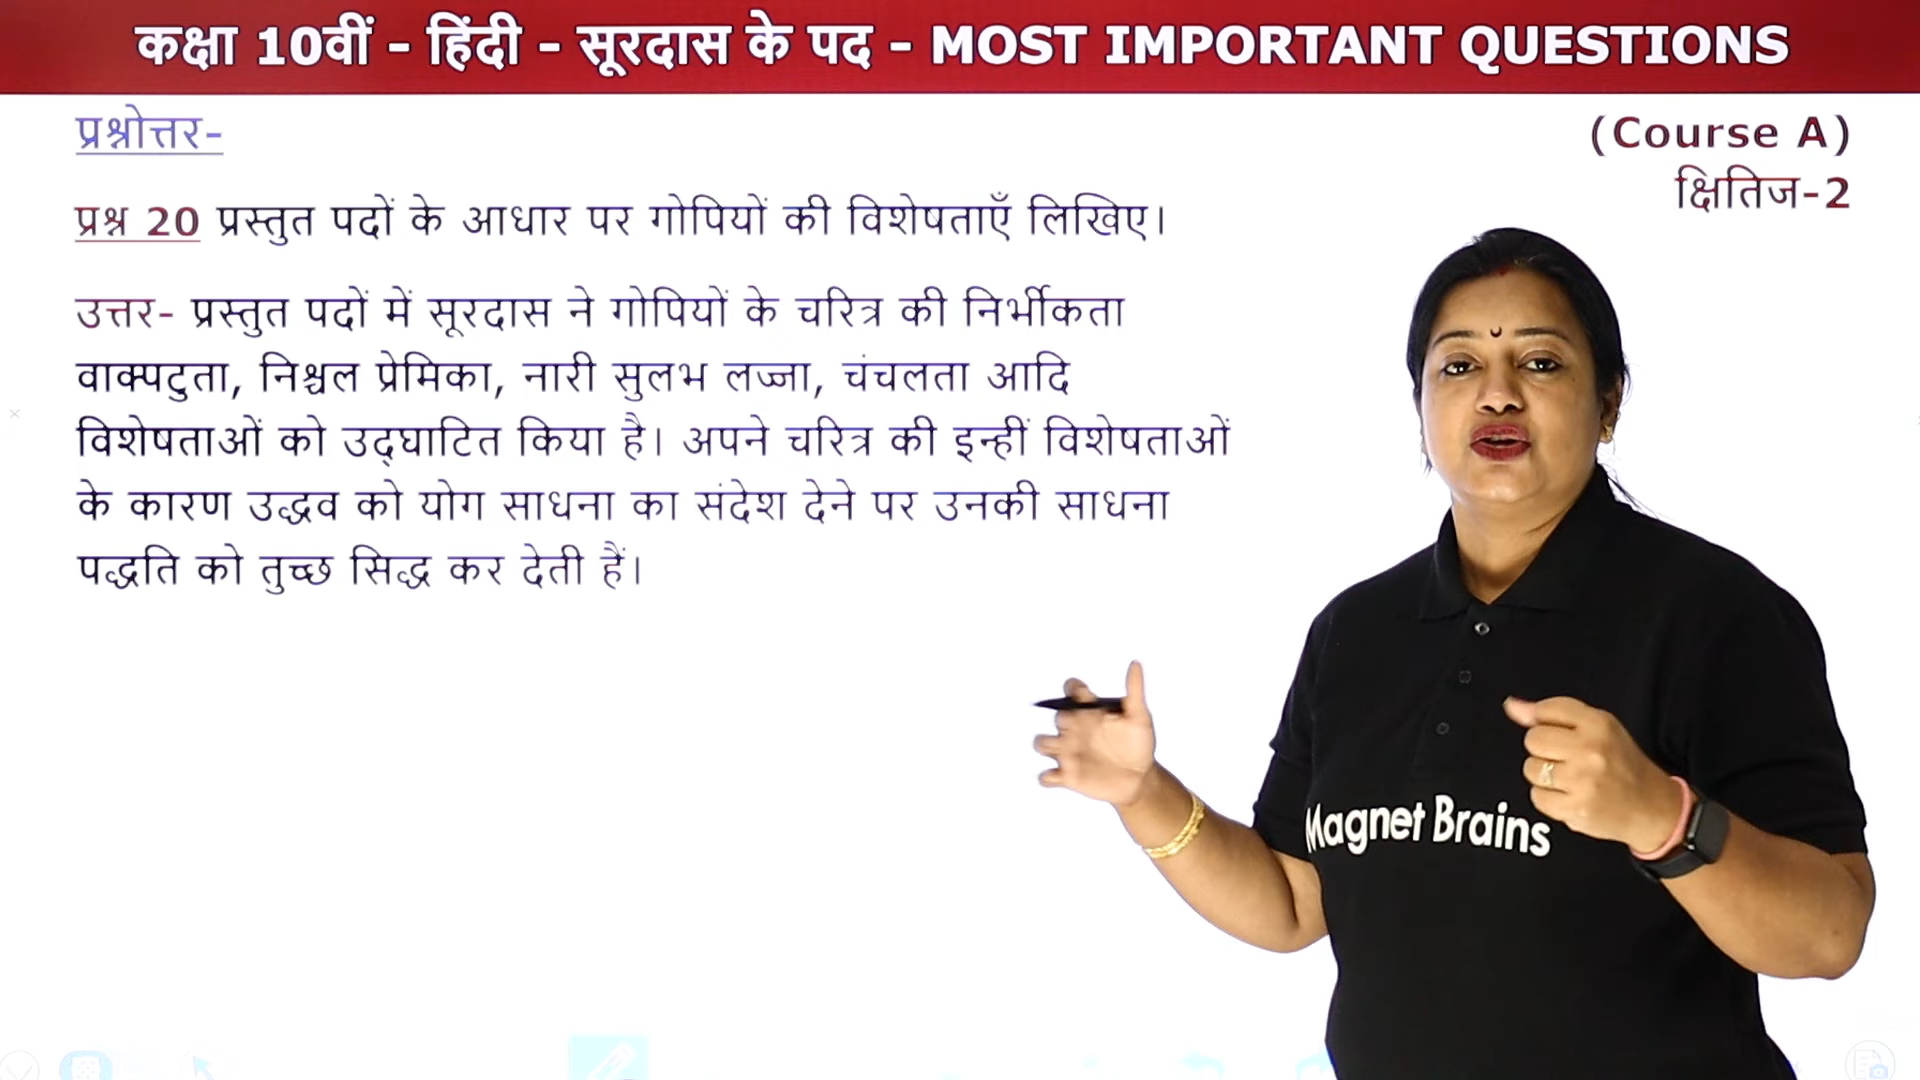 कक्षा 10वीं - हिंदी - सूरदास के पद - MOST IMPORTANT QUESTIONS
प्रश्नोत्तर-
(Course A)
क्षितिज-2
प्रश्न 20 प्रस्तुत पदों के आधार पर गोपियों की विशेषताएँ लिखिए।
उत्तर- प्रस्तुत पदों में सूरदास ने गोपियों के चरित्र की निर्भीकता
वाक्पटुता, निश्चल प्रेमिका, नारी सुलभ लज्जा, चंचलता आदि
विशेषताओं को उद्घाटित किया है। अपने चरित्र की इन्हीं विशेषताओं
के कारण उद्धव को योग साधना का संदेश देने पर उनकी साधना
पद्धति को तुच्छ सिद्ध कर देती हैं।
Magnet Brains